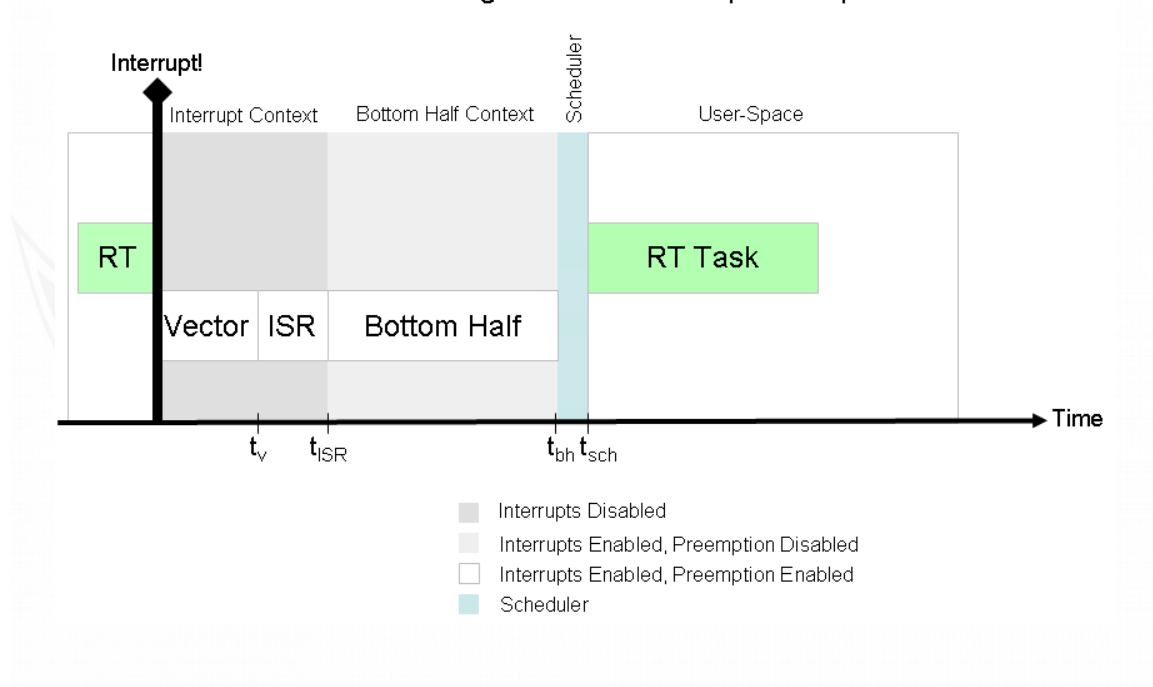 Interrupt!
Scheduler
Interrupt Context
Bottom Half Context
User-Space
RT
RT Task
Vector
ISR
Bottom Half
Time
tv
tISR
tbh
tsch
Interrupts Disabled
Interrupts Enabled, Preemption Disabled
Interrupts Enabled, Preemption Enabled
Scheduler